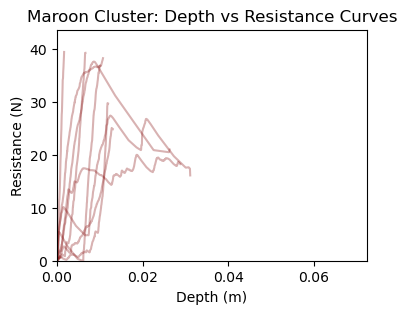 Maroon Cluster: Depth vs Resistance Curves
Resistance (N)
40
30
20
10
0
0.00 0.02 0.04 0.06
Depth (m)